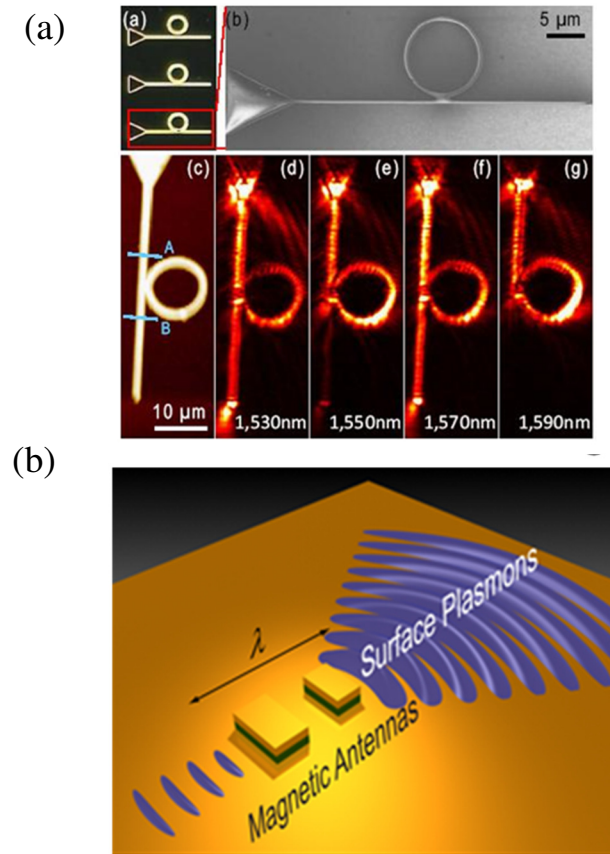 (a)
(a)
(b)
5 µm
(c)
(d)
(e)
(f)
(g)
A
B
10 µm
1,530nm
1,550nm
1,570nm
1,590nm
(b)
λ
Surface Plasmons
Magnetic Antennas